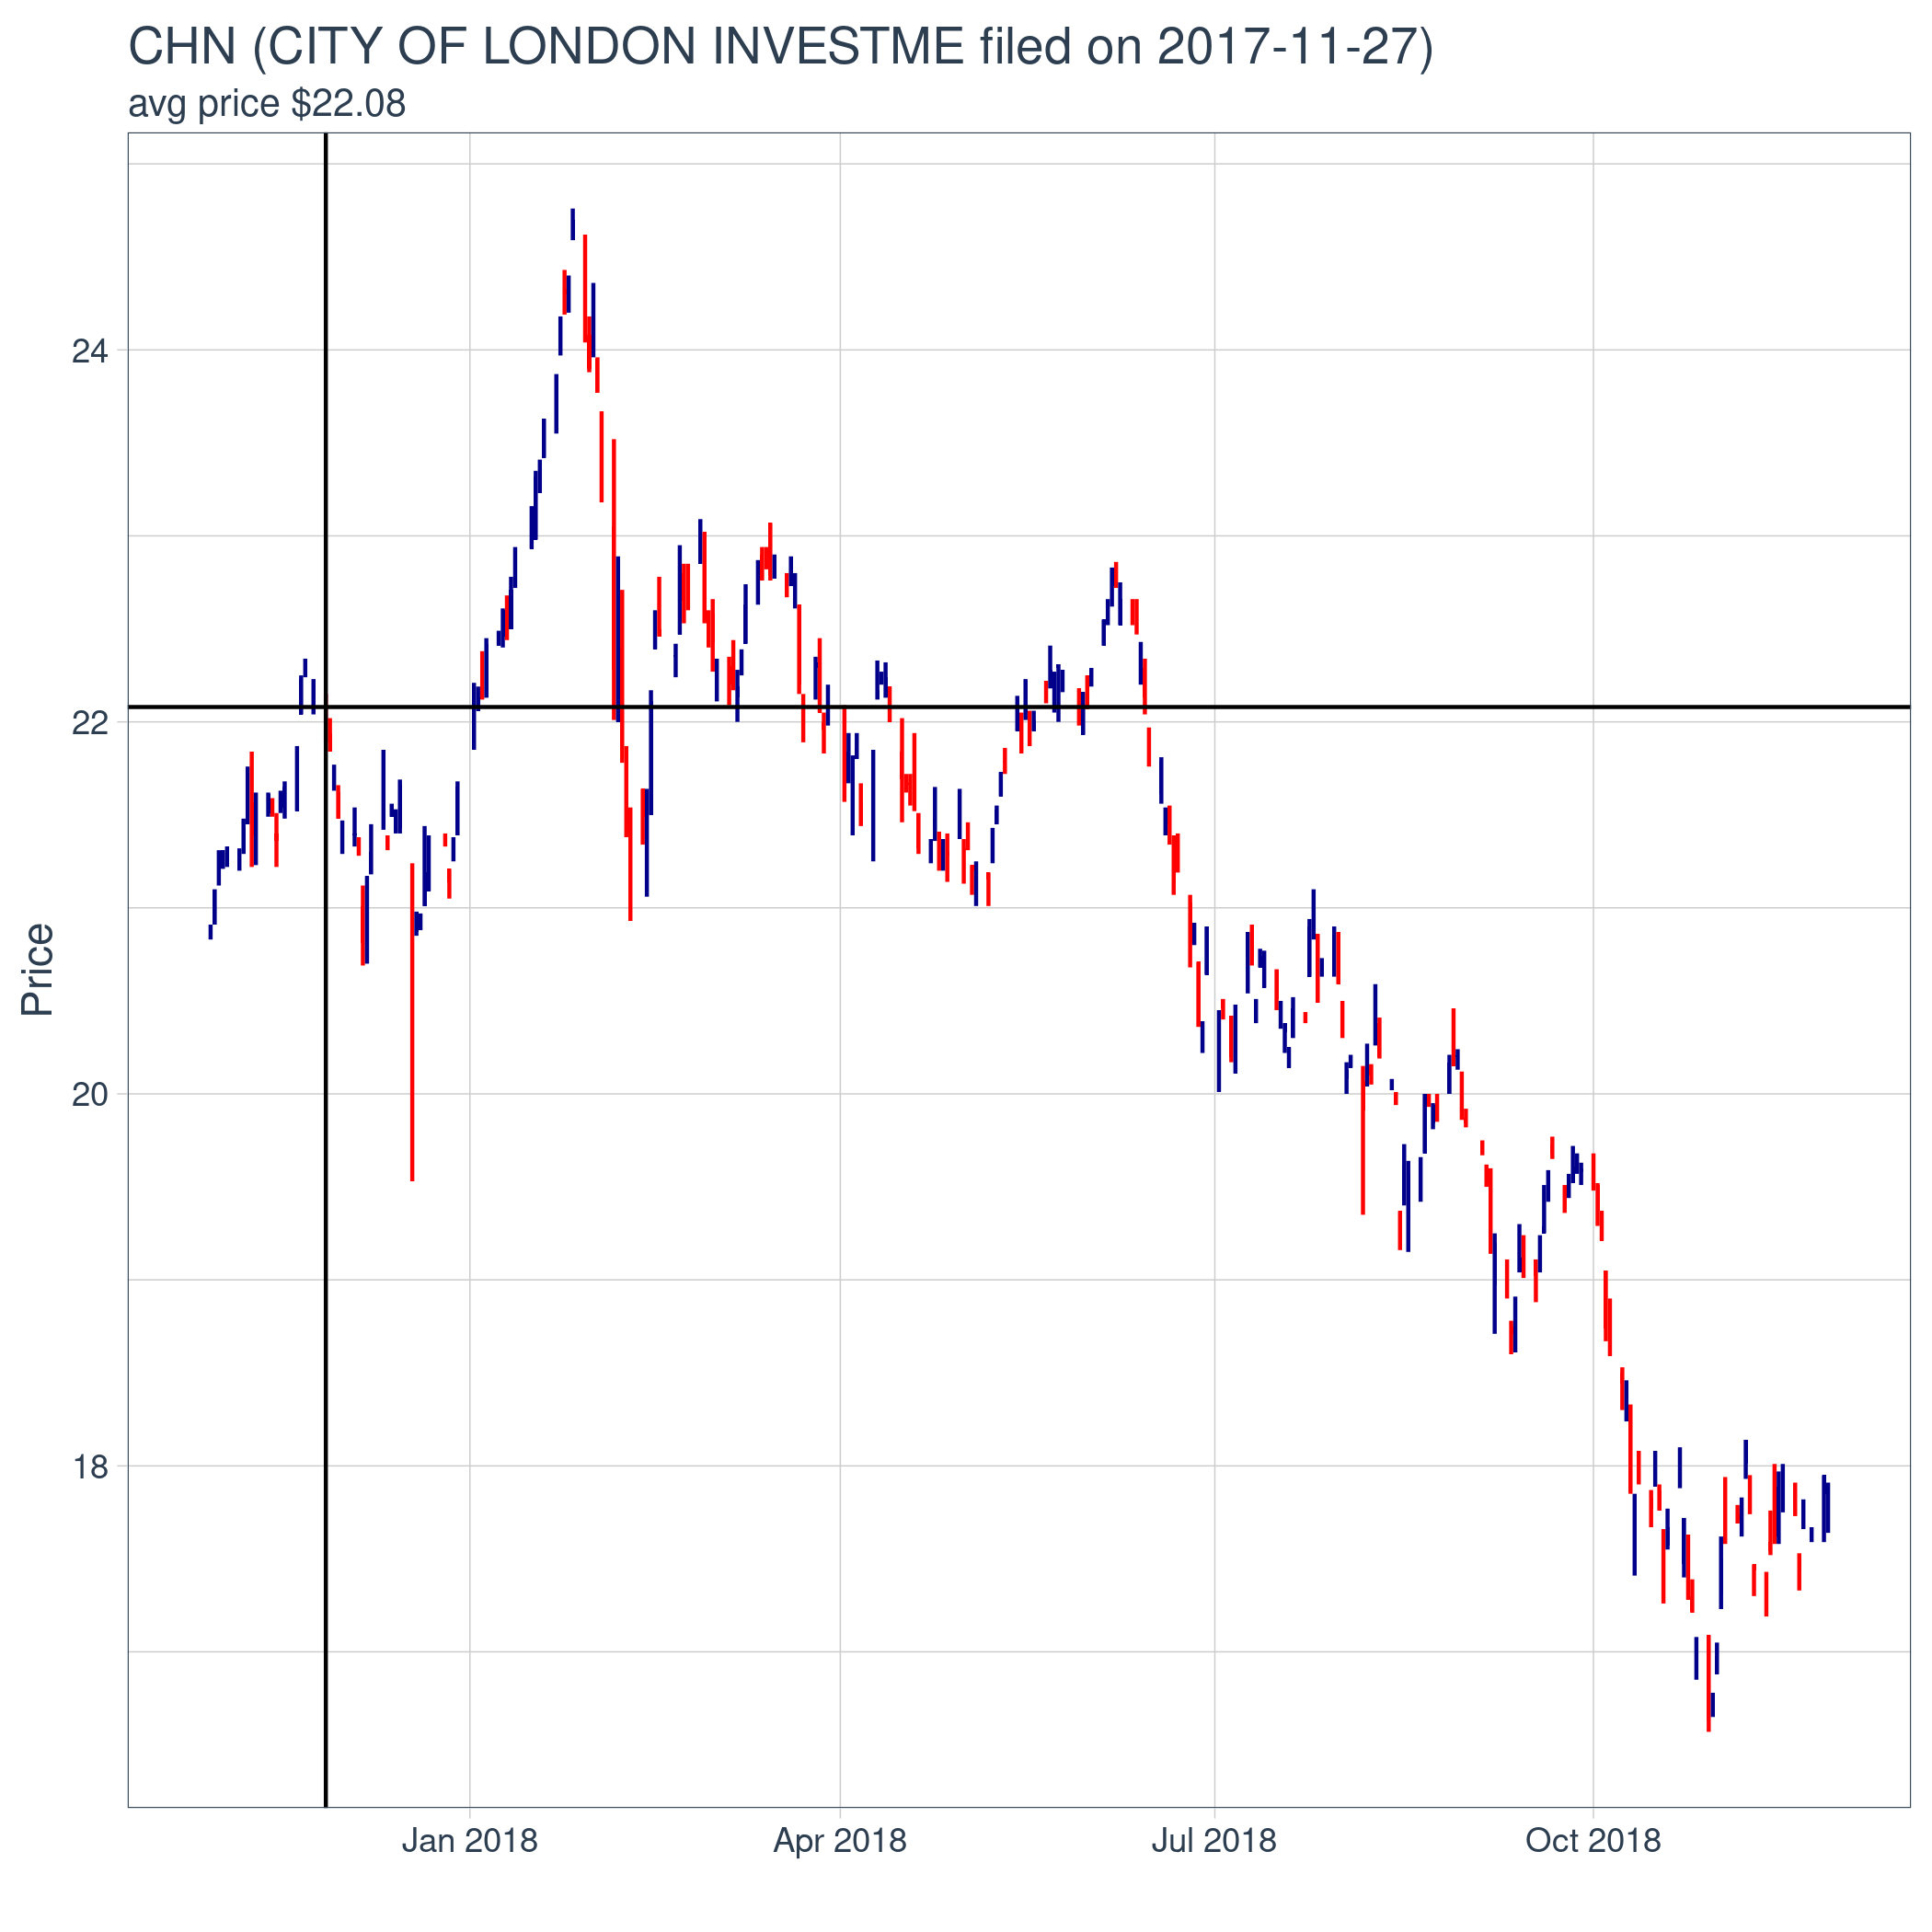 CHN (CITY OF LONDON INVESTME filed on 2017-11-27)
avg price $22.08
24
22
20
18
Price
Jan 2018
Apr 2018
Jul 2018
Oct 2018